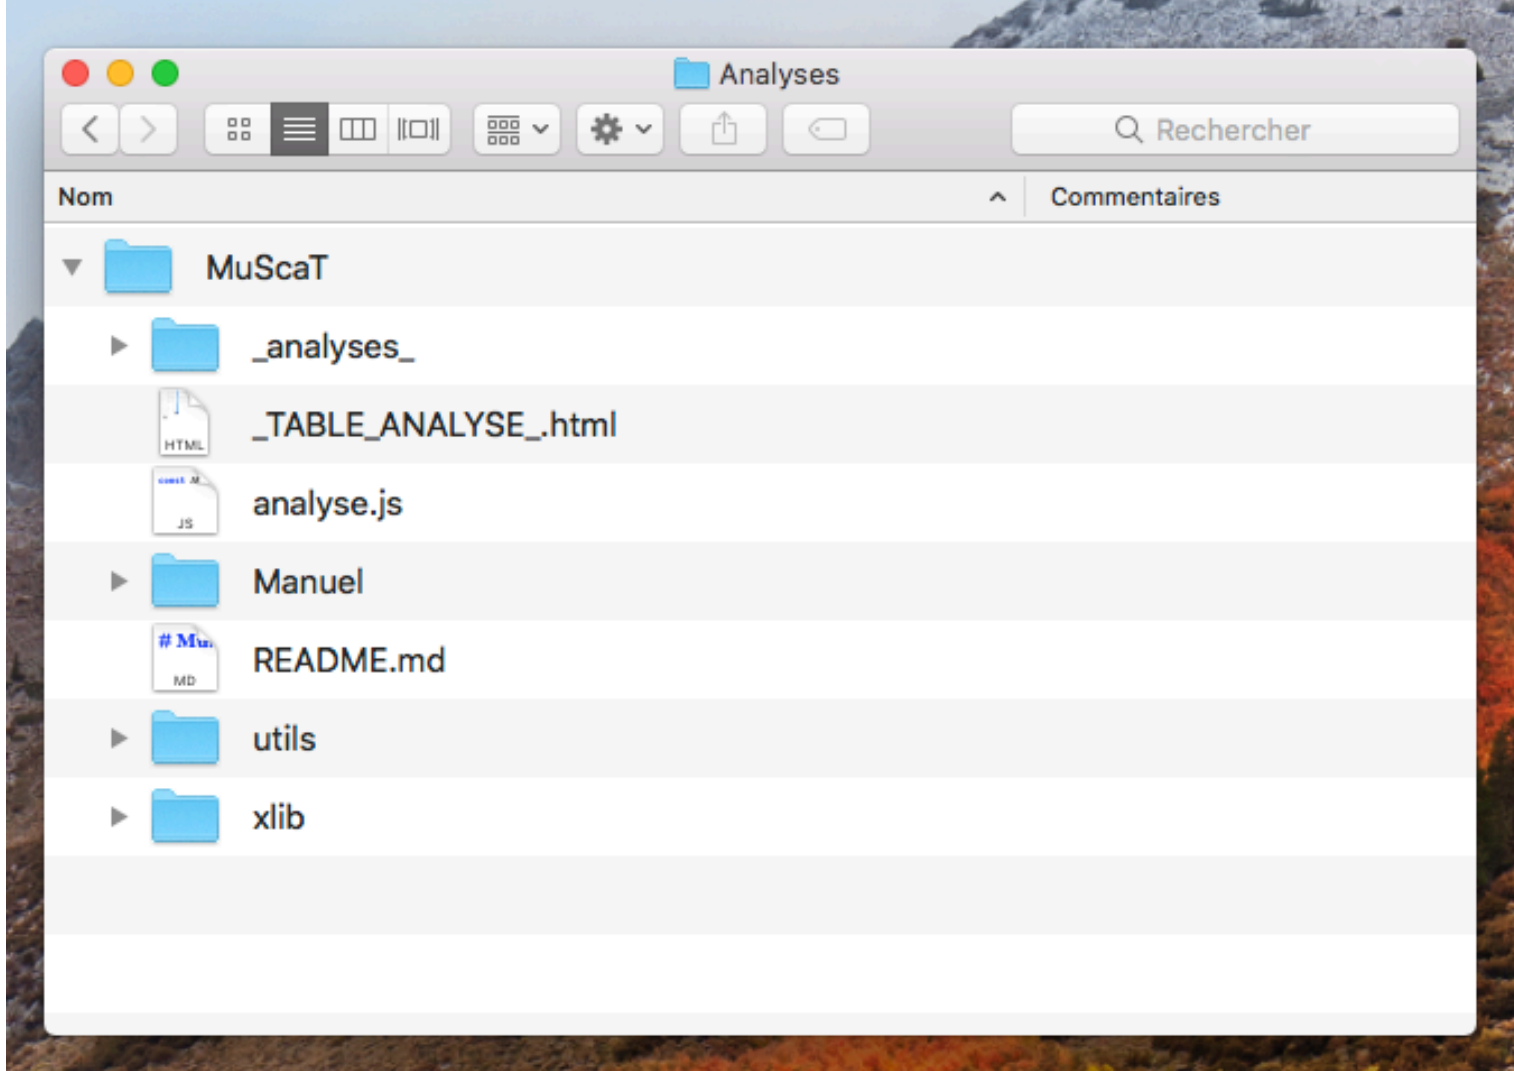 Analyses
Rechercher
Nom
Commentaires
MuScaT
_analyses_
HTML
_TABLE_ANALYSE_.html
const
JS
analyse.js
Manuel
# Mu
MD
README.md
utils
xlib